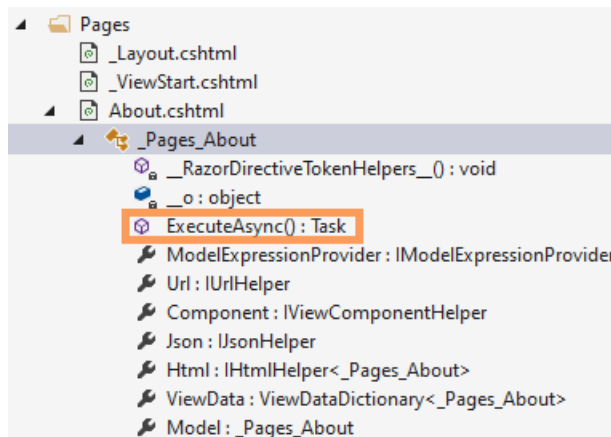 Pages
_Layout.cshtml
_ViewStart.cshtml
About.cshtml
_Pages_About
__RazorDirectiveTokenHelpers__() : void
__o : object
ExecuteAsync() : Task
ModelExpressionProvider : IModelExpressionProvider
Url : IUrlHelper
Component : IViewComponentHelper
Json : IJsonHelper
Html : IHtmlHelper<_Pages_About>
ViewData : ViewDataDictionary<_Pages_About>
Model : _Pages_About